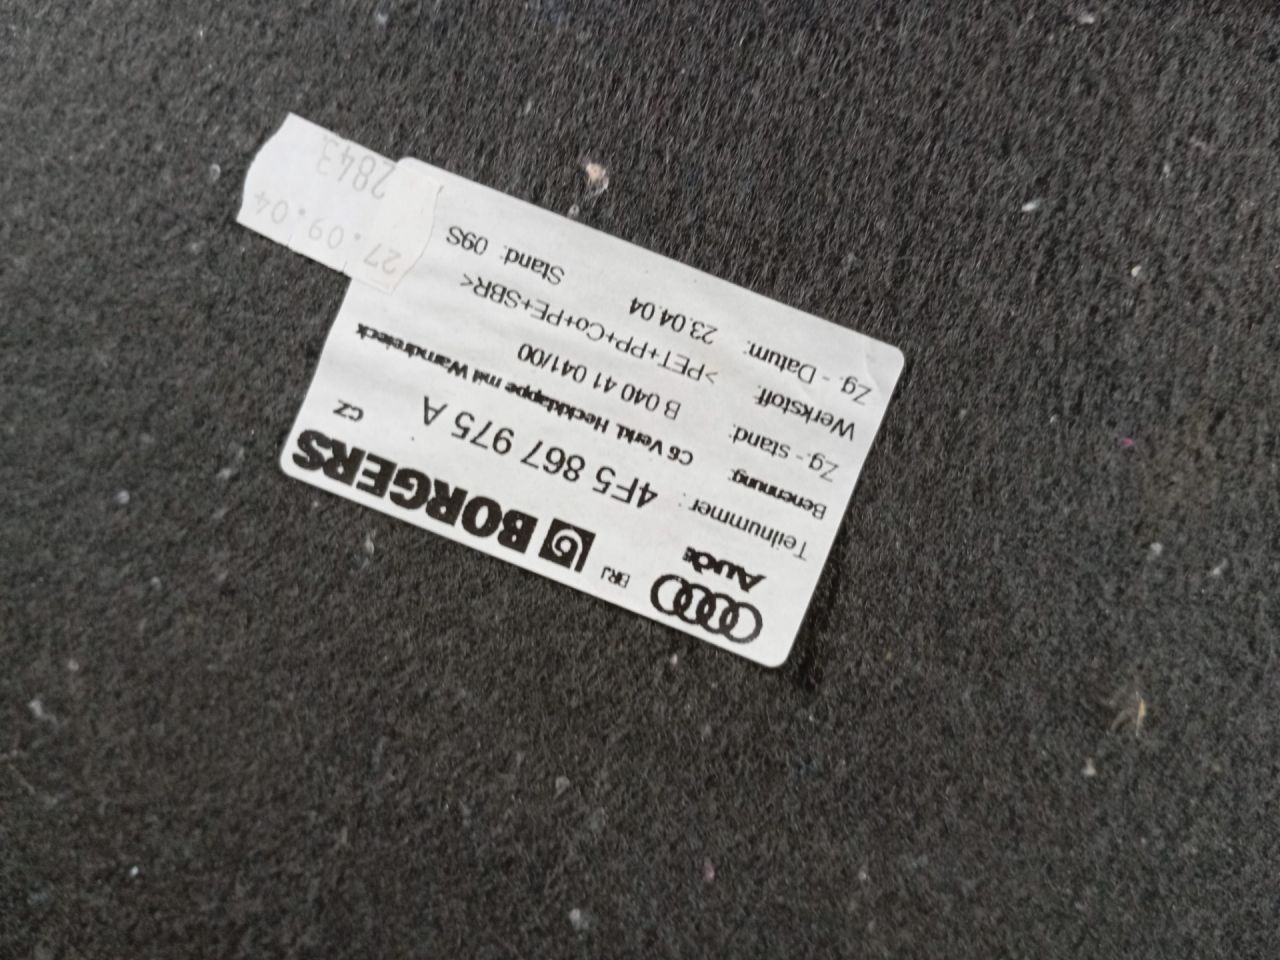 Audi BRJ BORGERS
CZ
Teilnummer : 4F5 867 975 A
Benennung: C6 Verkl. Heckklappe mit Warndreieck
Zg.- stand: B 040 41 041/00
Werkstoff: >PET+PP+Co+PE+SBR<
Zg. - Datum: 23.04.04 Stand: 09S
27.09.04
2843